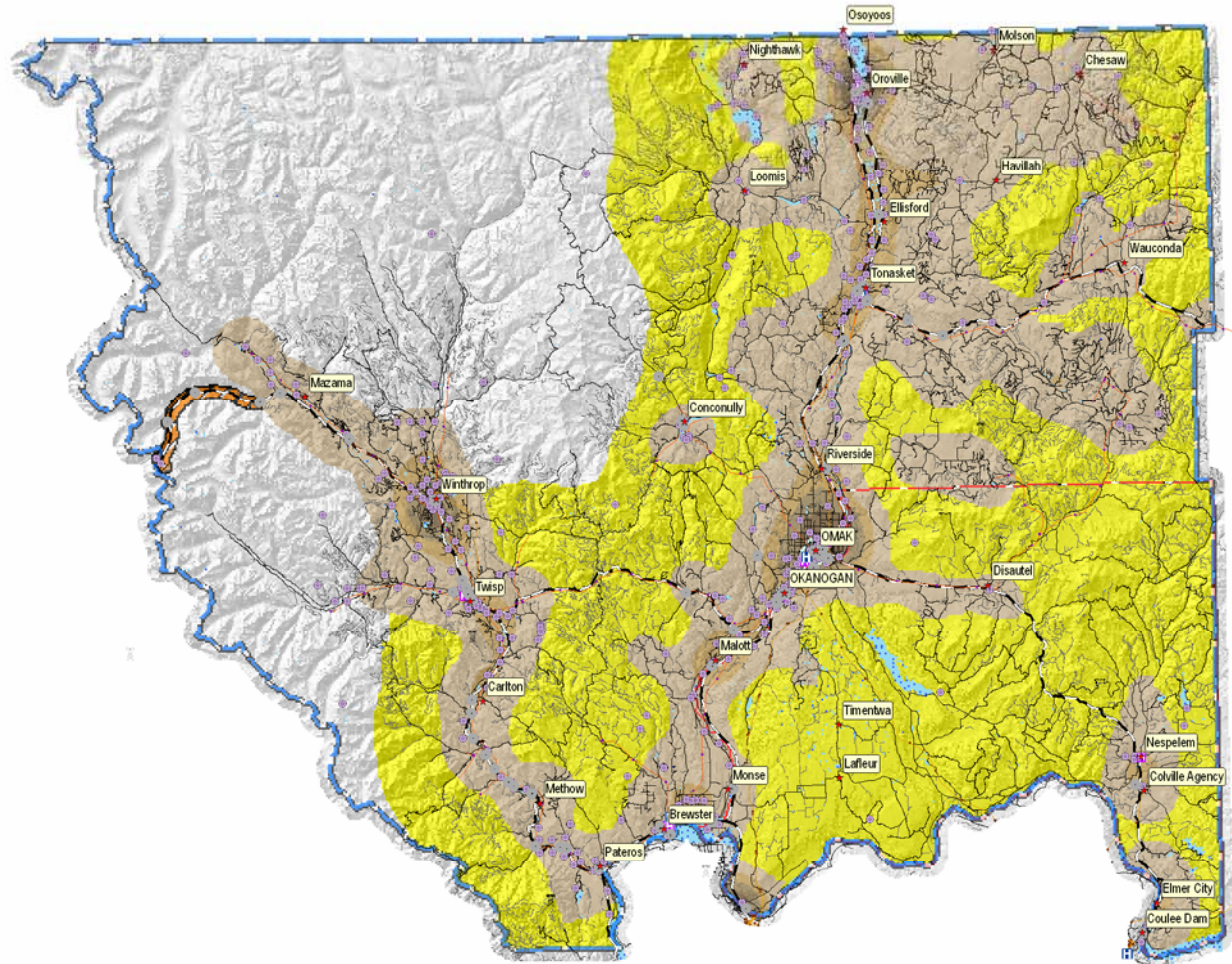 Osoyoos
Nighthawk
Molson
Chesaw
Oroville
Loomis
Havillah
Ellisford
Wauconda
Tonasket
Mazama
Conconully
Riverside
Winthrop
OMAK
H
Disautel
OKANOGAN
Twisp
Malott
Carlton
Timentwa
Nespelem
Lafleur
Monse
Colville Agency
Methow
Brewster
Pateros
Elmer City
Coulee Dam
H